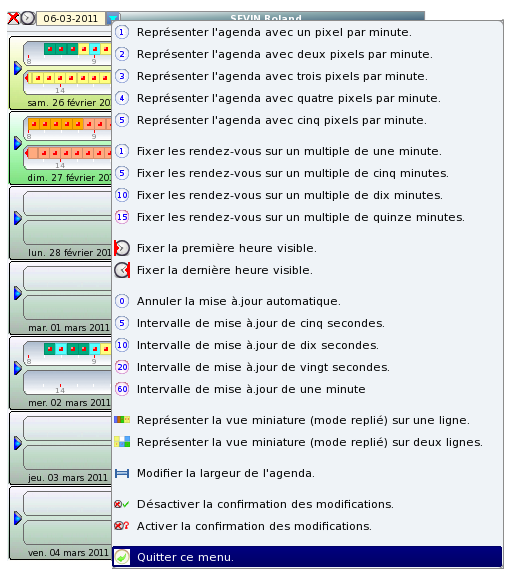 06-03-2011
SEVIN Roland
1 Représenter l'agenda avec un pixel par minute.
2 Représenter l'agenda avec deux pixels par minute.
3 Représenter l'agenda avec trois pixels par minute.
4 Représenter l'agenda avec quatre pixels par minute.
5 Représenter l'agenda avec cinq pixels par minute.
1 Fixer les rendez-vous sur un multiple de une minute.
5 Fixer les rendez-vous sur un multiple de cinq minutes.
10 Fixer les rendez-vous sur un multiple de dix minutes.
15 Fixer les rendez-vous sur un multiple de quinze minutes.
Fixer la première heure visible.
Fixer la dernière heure visible.
0 Annuler la mise à.jour automatique.
5 Intervalle de mise à.jour de cinq secondes.
10 Intervalle de mise à.jour de dix secondes.
20 Intervalle de mise à.jour de vingt secondes.
60 Intervalle de mise à.jour de une minute
Représenter la vue miniature (mode replié) sur une ligne.
Représenter la vue miniature (mode replié) sur deux lignes.
Modifier la largeur de l'agenda.
Désactiver la confirmation des modifications.
Activer la confirmation des modifications.
Quitter ce menu.
8 9
14
sam. 26 février 20
8 9
14
dim. 27 février 20
lun. 28 février 201
mar. 01 mars 2011
8 9
14
mer. 02 mars 2011
jeu. 03 mars 2011
ven. 04 mars 2011